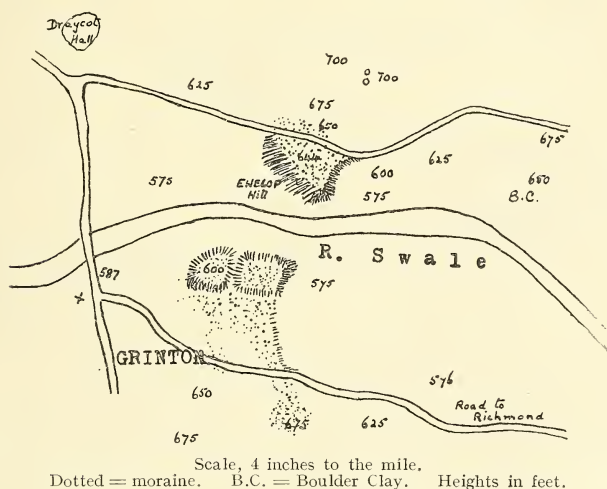 Draycot
Hall
700
700
625
675
650
644
675
625
600
650
B.C.
575
ENELOP
Hill
575
R. Swale
600
575
587
x
GRINTON
576
650
Road to
Richmond
675
625
675
Scale, 4 inches to the mile.
Dotted = moraine. B.C. = Boulder Clay. Heights in feet.